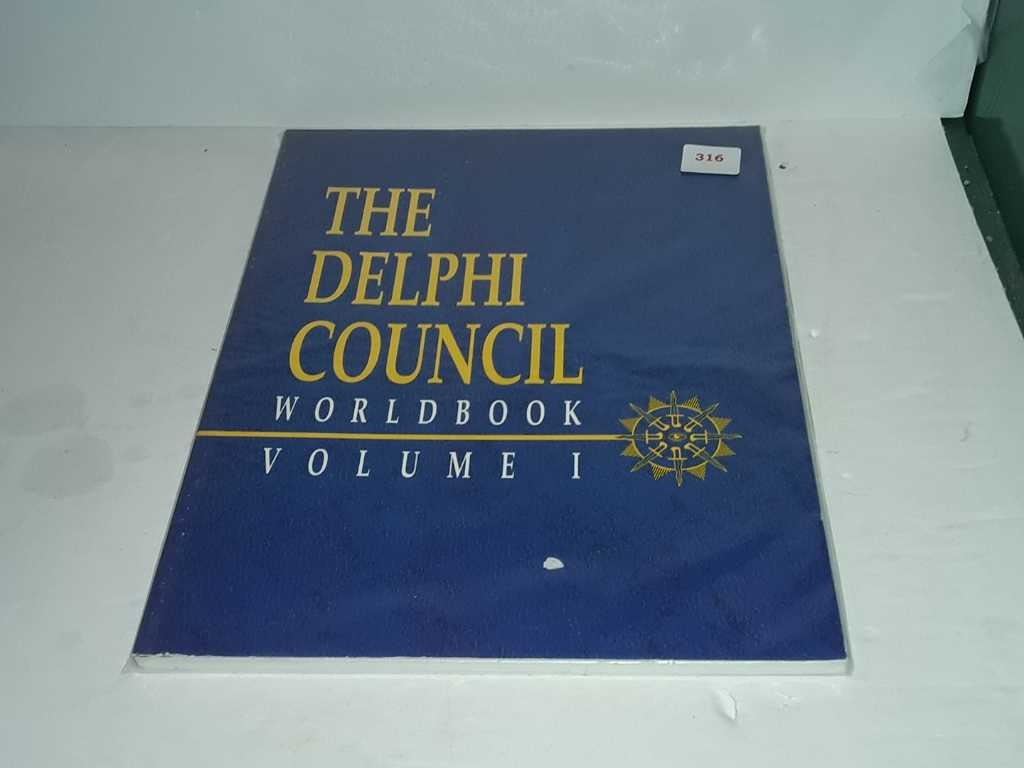 316
THE
DELPHI
COUNCIL
WORLDBOOK
VOLUME I